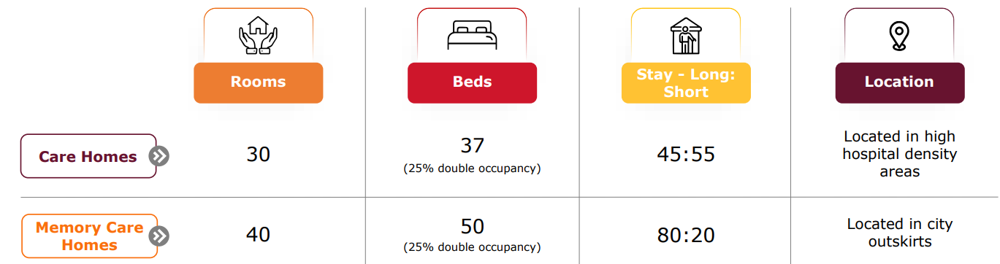 Rooms
Beds
Stay - Long:
Short
Location
Care Homes
30
37
(25% double occupancy)
45:55
Located in high
hospital density
areas
Memory Care
Homes
40
50
(25% double occupancy)
80:20
Located in city
outskirts